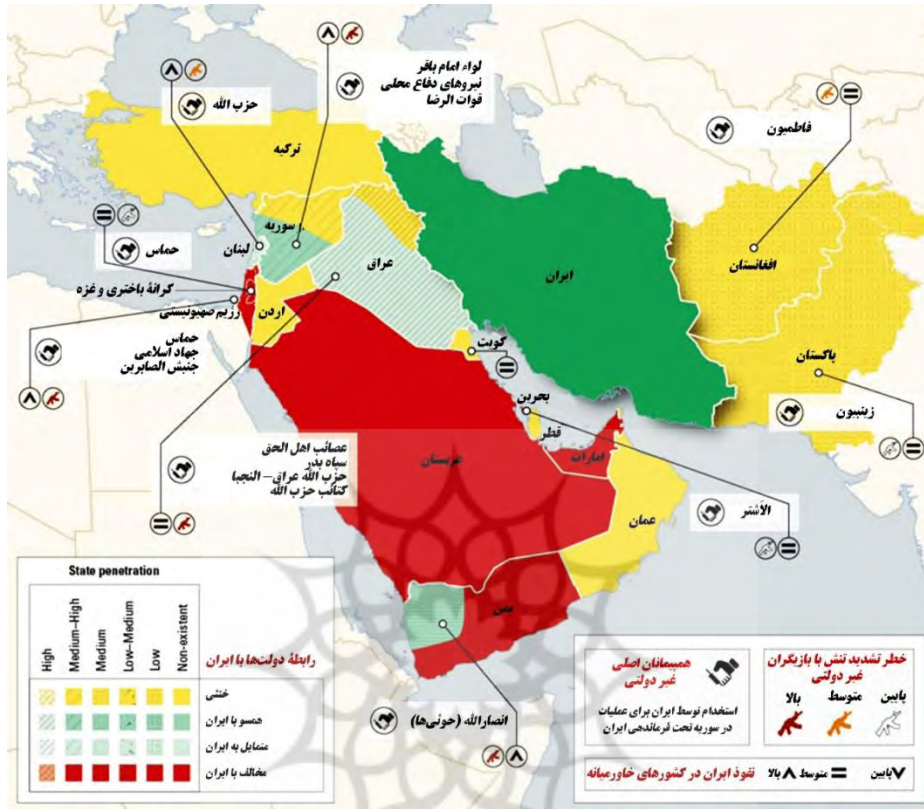 لواء امام باقر
نیروهای دفاع محلی
قوات الرضا
حزب الله
فاطمیون
ترکیه
سوریه
لبنان
حماس
عراق
ایران
افغانستان
کرانهٔ باختری و غزه
رژیم صهیونیستی
اردن
حماس
جهاد اسلامی
جنبش الصابرین
کویت
پاکستان
زینبیون
بحرین
قطر
امارات
عربستان
عصائب اهل الحق
سپاه بدر
حزب الله عراق – النجبا
کتائب حزب الله
الاشتر
عمان
یمن
انصارالله (حوثی‌ها)
State penetration
High
Medium–High
Medium
Low–Medium
Low
Non-existent
رابطهٔ دولت‌ها با ایران
خنثی
همسو با ایران
متمایل به ایران
مخالف با ایران
همپیمانان اصلی
غیر دولتی
استخدام توسط ایران برای عملیات
در سوریه تحت فرماندهی ایران
خطر تشدید تنش با بازیگران
غیر دولتی
پایین متوسط بالا
نفوذ ایران در کشورهای خاورمیانه
پایین متوسط بالا